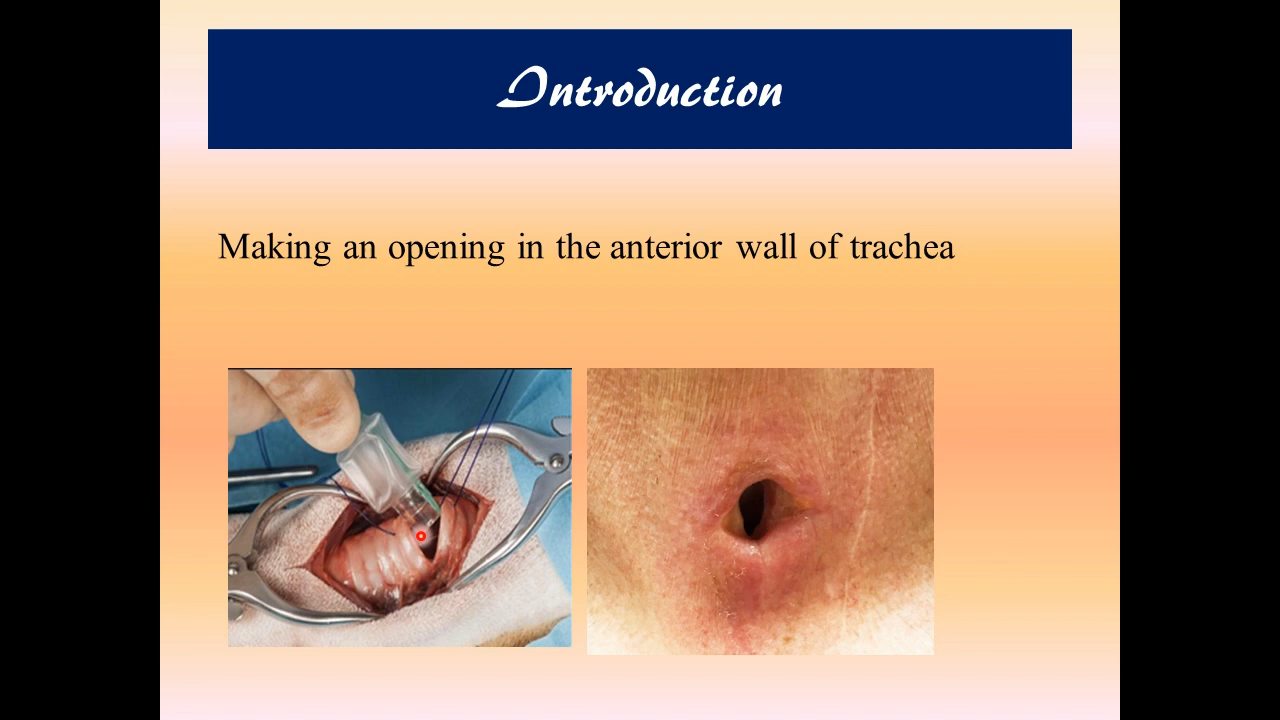 Introduction
Making an opening in the anterior wall of trachea